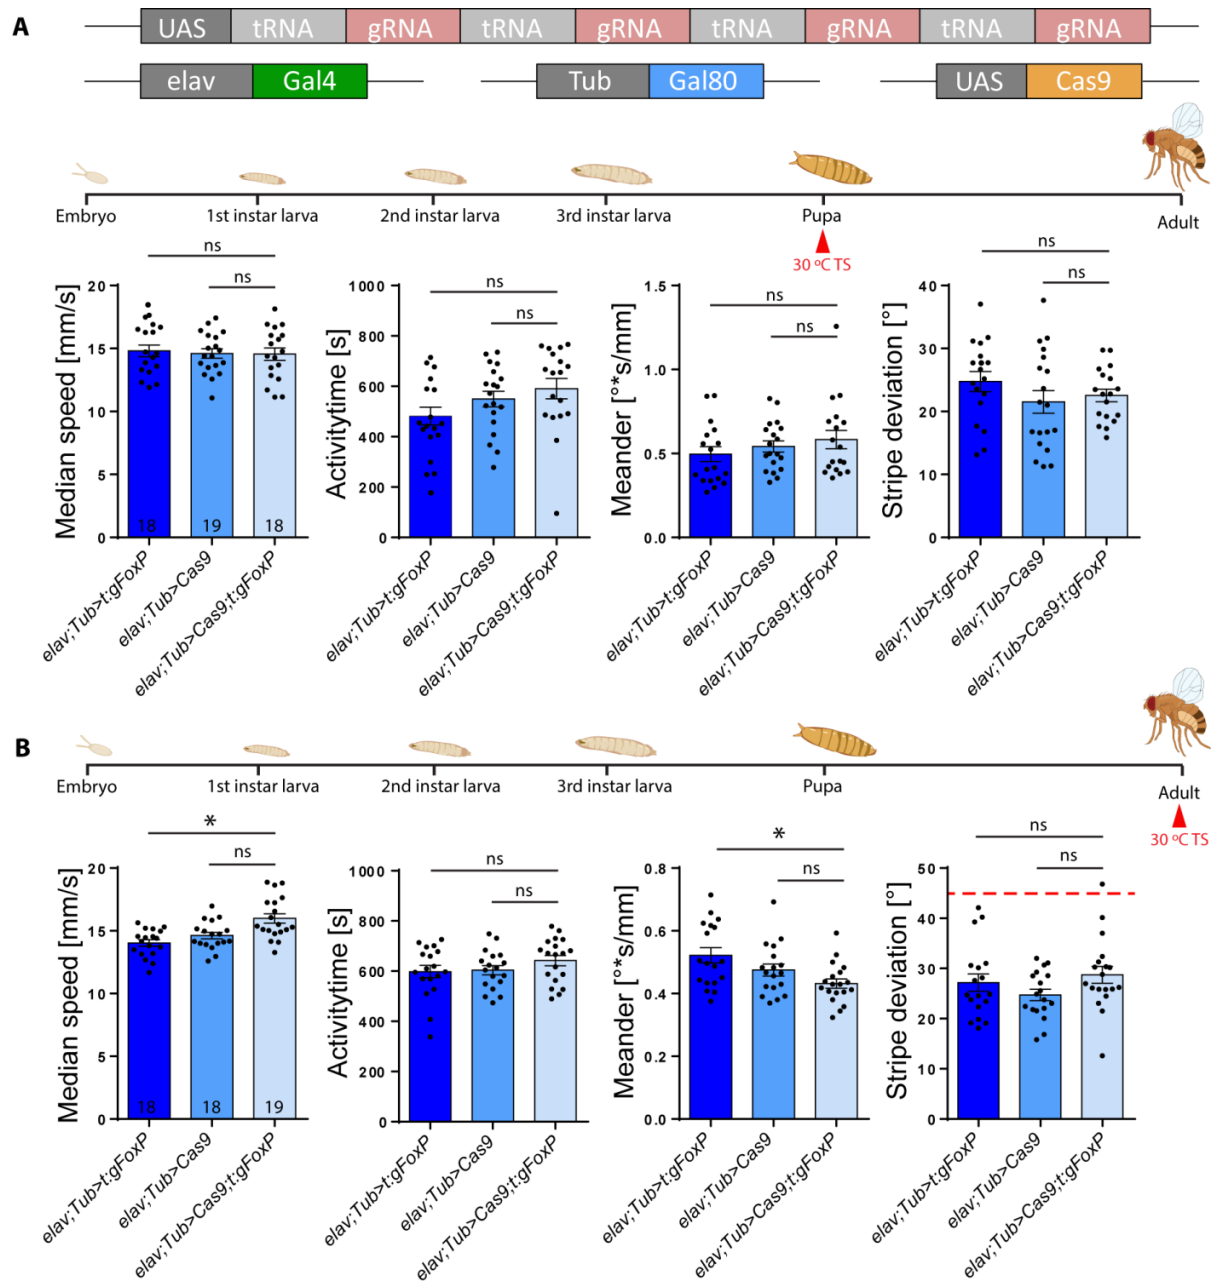 A
UAS tRNA gRNA tRNA gRNA tRNA gRNA tRNA gRNA
elav Gal4 Tub Gal80 UAS Cas9
Embryo 1st instar larva 2nd instar larva 3rd instar larva Pupa Adult
30 ºC TS
ns ns ns ns
ns ns ns ns
Median speed [mm/s]
20
15
10
5
0
18 19 18
elav;Tub>t:gFoxP
elav;Tub>Cas9
elav;Tub>Cas9;t:gFoxP
Activitytime [s]
1000
800
600
400
200
0
elav;Tub>t:gFoxP
elav;Tub>Cas9
elav;Tub>Cas9;t:gFoxP
Meander [°*s/mm]
1.5
1.0
0.5
0.0
elav;Tub>t:gFoxP
elav;Tub>Cas9
elav;Tub>Cas9;t:gFoxP
Stripe deviation [°]
40
30
20
10
0
elav;Tub>t:gFoxP
elav;Tub>Cas9
elav;Tub>Cas9;t:gFoxP
B
Embryo 1st instar larva 2nd instar larva 3rd instar larva Pupa Adult
30 ºC TS
* ns * ns
ns ns ns ns
Median speed [mm/s]
20
15
10
5
0
18 18 19
elav;Tub>t:gFoxP
elav;Tub>Cas9
elav;Tub>Cas9;t:gFoxP
Activitytime [s]
1000
800
600
400
200
0
elav;Tub>t:gFoxP
elav;Tub>Cas9
elav;Tub>Cas9;t:gFoxP
Meander [°*s/mm]
0.8
0.6
0.4
0.2
0.0
elav;Tub>t:gFoxP
elav;Tub>Cas9
elav;Tub>Cas9;t:gFoxP
Stripe deviation [°]
50
40
30
20
10
0
elav;Tub>t:gFoxP
elav;Tub>Cas9
elav;Tub>Cas9;t:gFoxP